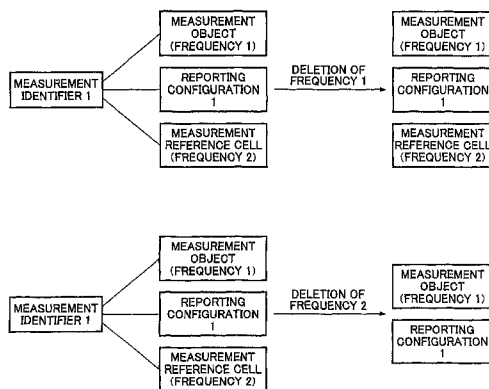 MEASUREMENT
OBJECT
(FREQUENCY 1)
MEASUREMENT
IDENTIFIER 1
REPORTING
CONFIGURATION
1
MEASUREMENT
REFERENCE CELL
(FREQUENCY 2)
DELETION OF
FREQUENCY 1
MEASUREMENT
OBJECT
(FREQUENCY 1)
REPORTING
CONFIGURATION
1
MEASUREMENT
REFERENCE CELL
(FREQUENCY 2)
MEASUREMENT
OBJECT
(FREQUENCY 1)
MEASUREMENT
IDENTIFIER 1
REPORTING
CONFIGURATION
1
MEASUREMENT
REFERENCE CELL
(FREQUENCY 2)
DELETION OF
FREQUENCY 2
MEASUREMENT
OBJECT
(FREQUENCY 1)
REPORTING
CONFIGURATION
1